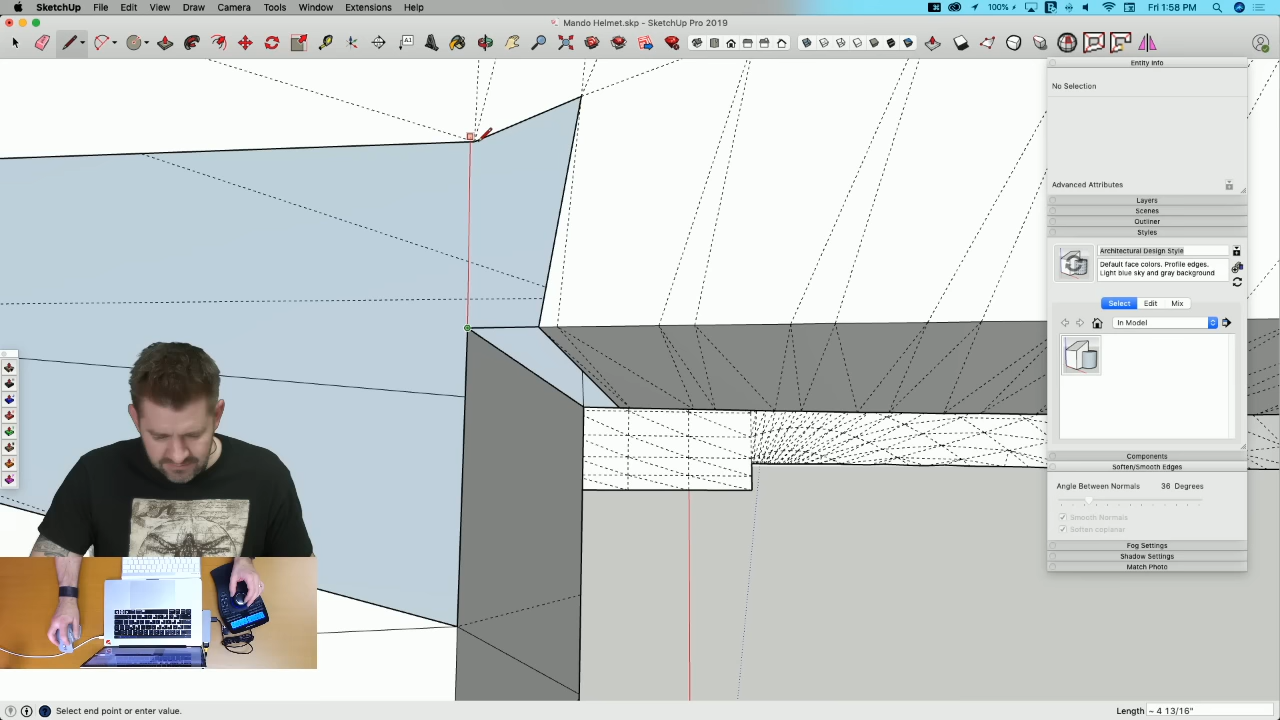 SketchUp File Edit View Draw Camera Tools Window Extensions Help
100% Fri 1:58 PM
Mando Helmet.skp - SketchUp Pro 2019
Entity Info
No Selection
Advanced Attributes
Layers
Scenes
Outliner
Styles
Architectural Design Style
Default face colors. Profile edges.
Light blue sky and gray background
Select Edit Mix
In Model
Components
Soften/Smooth Edges
Angle Between Normals 36 Degrees
Smooth Normals
Soften coplanar
Fog Settings
Shadow Settings
Match Photo
Select end point or enter value.
Length ~ 4 13/16"